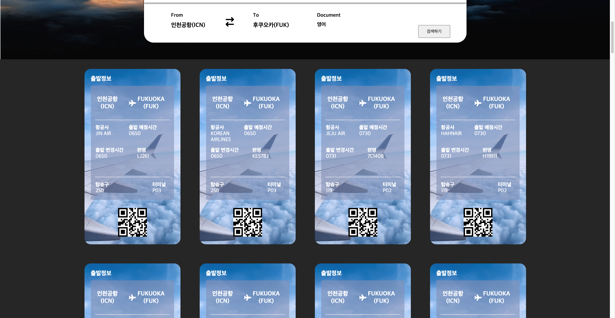 From
To
Document
인천공항(ICN)
후쿠오카(FUK)
영어
검색하기
출발정보
인천공항
(ICN)
FUKUOKA
(FUK)
항공사
JIN AIR
출발 예정시간
0600
출발 변경시간
0600
편명
탑승구
터미널
P03
출발정보
인천공항
(ICN)
FUKUOKA
(FUK)
항공사
KOREAN
AIRLINES
출발 예정시간
0600
출발 변경시간
0600
편명
탑승구
터미널
P03
출발정보
인천공항
(ICN)
FUKUOKA
(FUK)
항공사
JEJU AIR
출발 예정시간
0730
출발 변경시간
0731
편명
탑승구
터미널
P02
출발정보
인천공항
(ICN)
FUKUOKA
(FUK)
항공사
출발 예정시간
0730
출발 변경시간
0731
편명
탑승구
터미널
P02
출발정보
인천공항
(ICN)
FUKUOKA
(FUK)
출발정보
인천공항
(ICN)
FUKUOKA
(FUK)
출발정보
인천공항
(ICN)
FUKUOKA
(FUK)
출발정보
인천공항
(ICN)
FUKUOKA
(FUK)